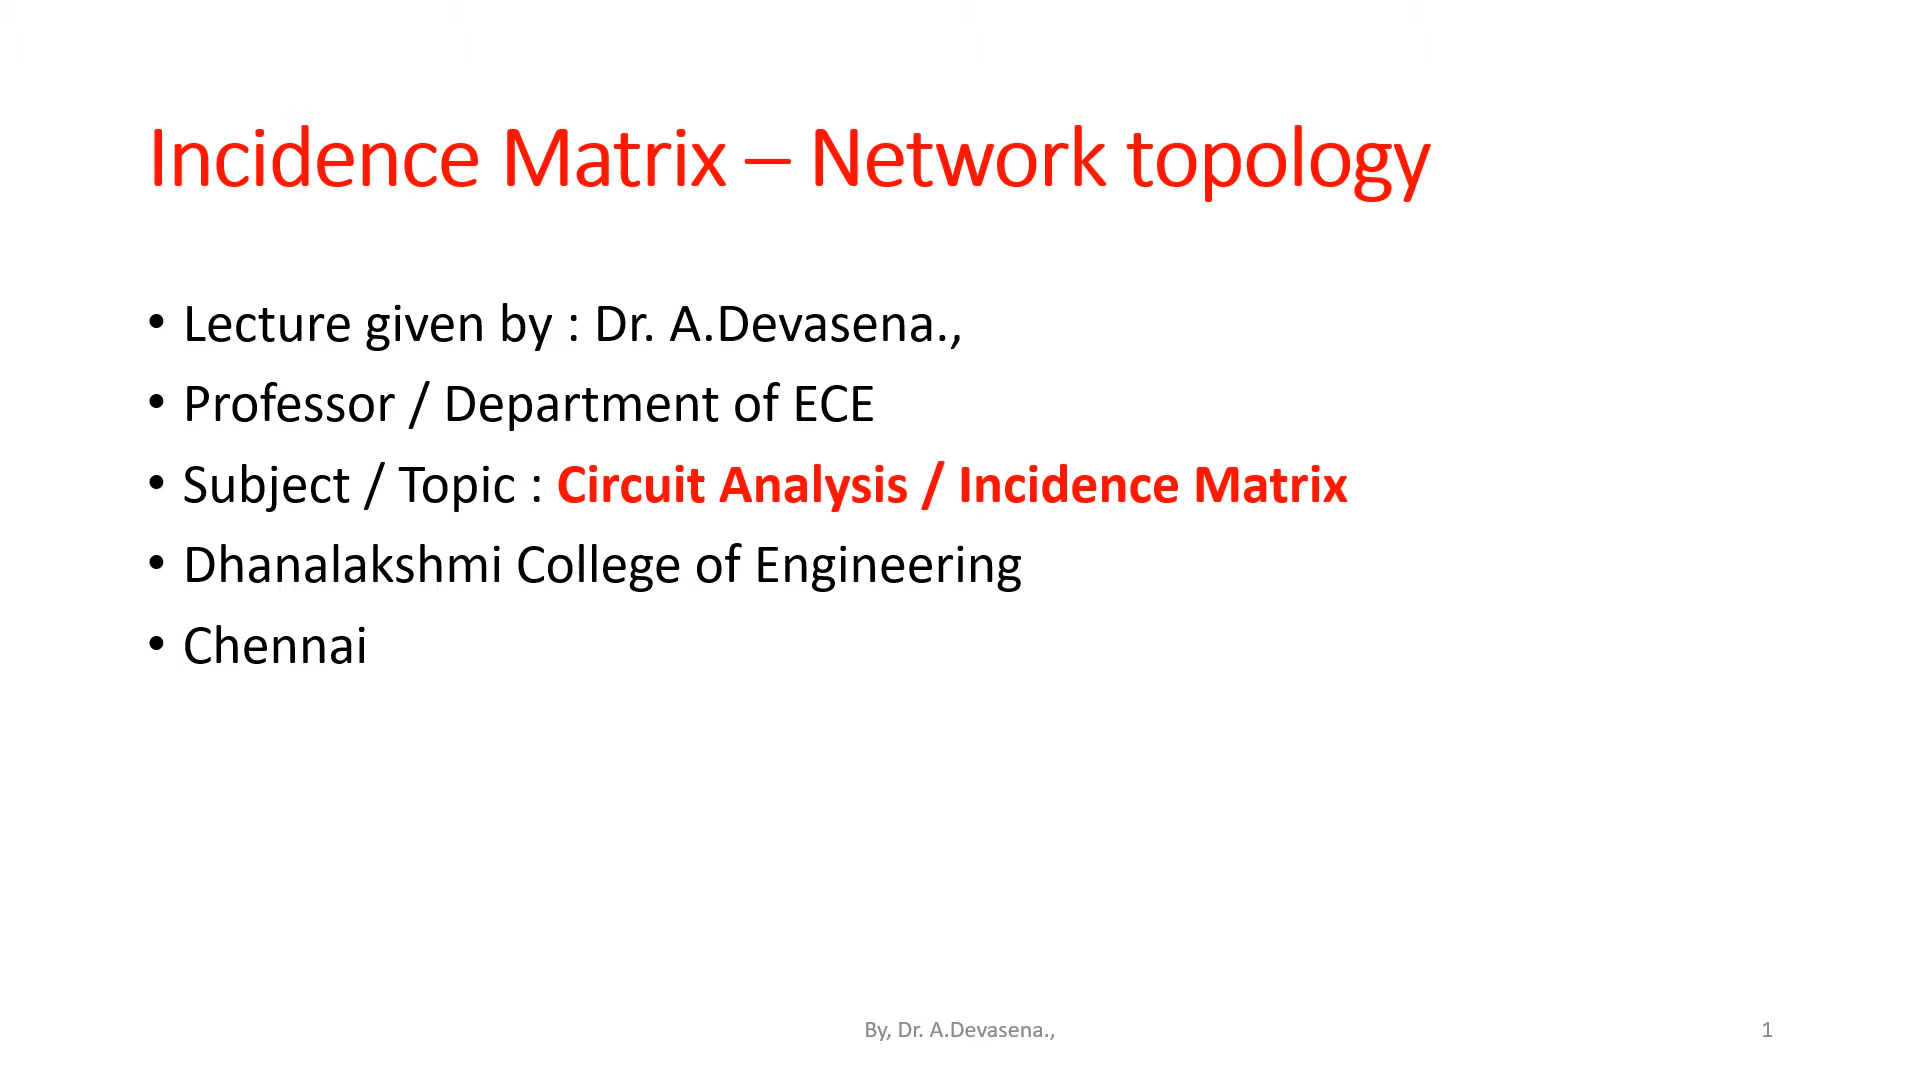 Incidence Matrix – Network topology
• Lecture given by : Dr. A.Devasena.,
• Professor / Department of ECE
• Subject / Topic : Circuit Analysis / Incidence Matrix
• Dhanalakshmi College of Engineering
• Chennai
By, Dr. A.Devasena.,
1